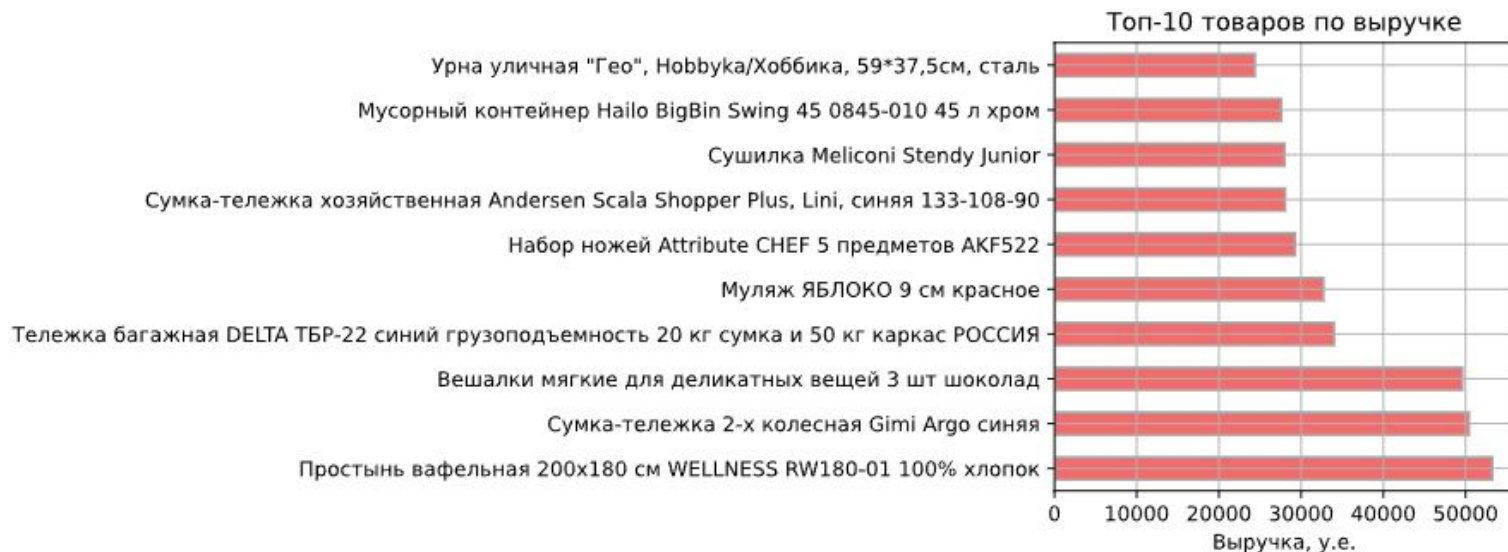 Топ-10 товаров по выручке
Урна уличная "Гео", Hobbyka/Хоббика, 59*37,5см, сталь
Мусорный контейнер Hailo BigBin Swing 45 0845-010 45 л хром
Сушилка Meliconi Stendy Junior
Сумка-тележка хозяйственная Andersen Scala Shopper Plus, Lini, синяя 133-108-90
Набор ножей Attribute CHEF 5 предметов AKF522
Муляж ЯБЛОКО 9 см красное
Тележка багажная DELTA ТБР-22 синий грузоподъемность 20 кг сумка и 50 кг каркас РОССИЯ
Вешалки мягкие для деликатных вещей 3 шт шоколад
Сумка-тележка 2-х колесная Gimi Argo синяя
Простынь вафельная 200х180 см WELLNESS RW180-01 100% хлопок
0 10000 20000 30000 40000 50000
Выручка, у.е.